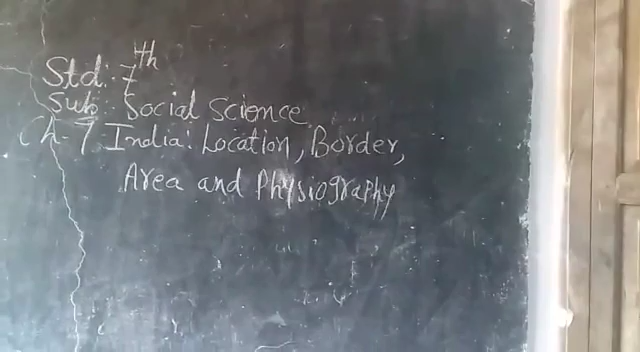 Std: 7th
Sub: Social science
Ch-7 India: Location, Border,
Area and Physiography